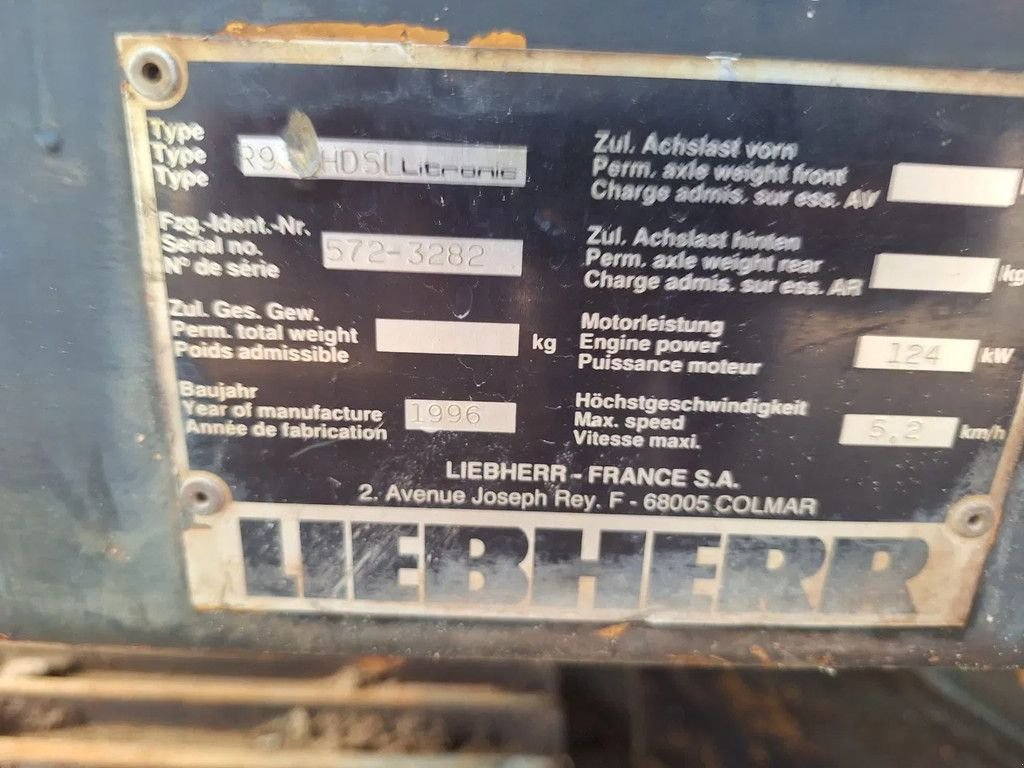 Type
Type
Type
HDSL Litronic
Fzg.-Ident.-Nr.
Serial no.
N° de série
572-3282
Zul. Ges. Gew.
Perm. total weight
Poids admissible
kg
Baujahr
Year of manufacture
Année de fabrication
1996
Zul. Achslast vorn
Perm. axle weight front
Charge admis. sur ess. AV
Zul. Achslast hinten
Perm. axle weight rear
Charge admis. sur ess. AR
kg
Motorleistung
Engine power
Puissance moteur
124 kW
Höchstgeschwindigkeit
Max. speed
Vitesse maxi.
5,2 km/h
LIEBHERR - FRANCE S.A.
2. Avenue Joseph Rey. F - 68005 COLMAR
LIEBHERR